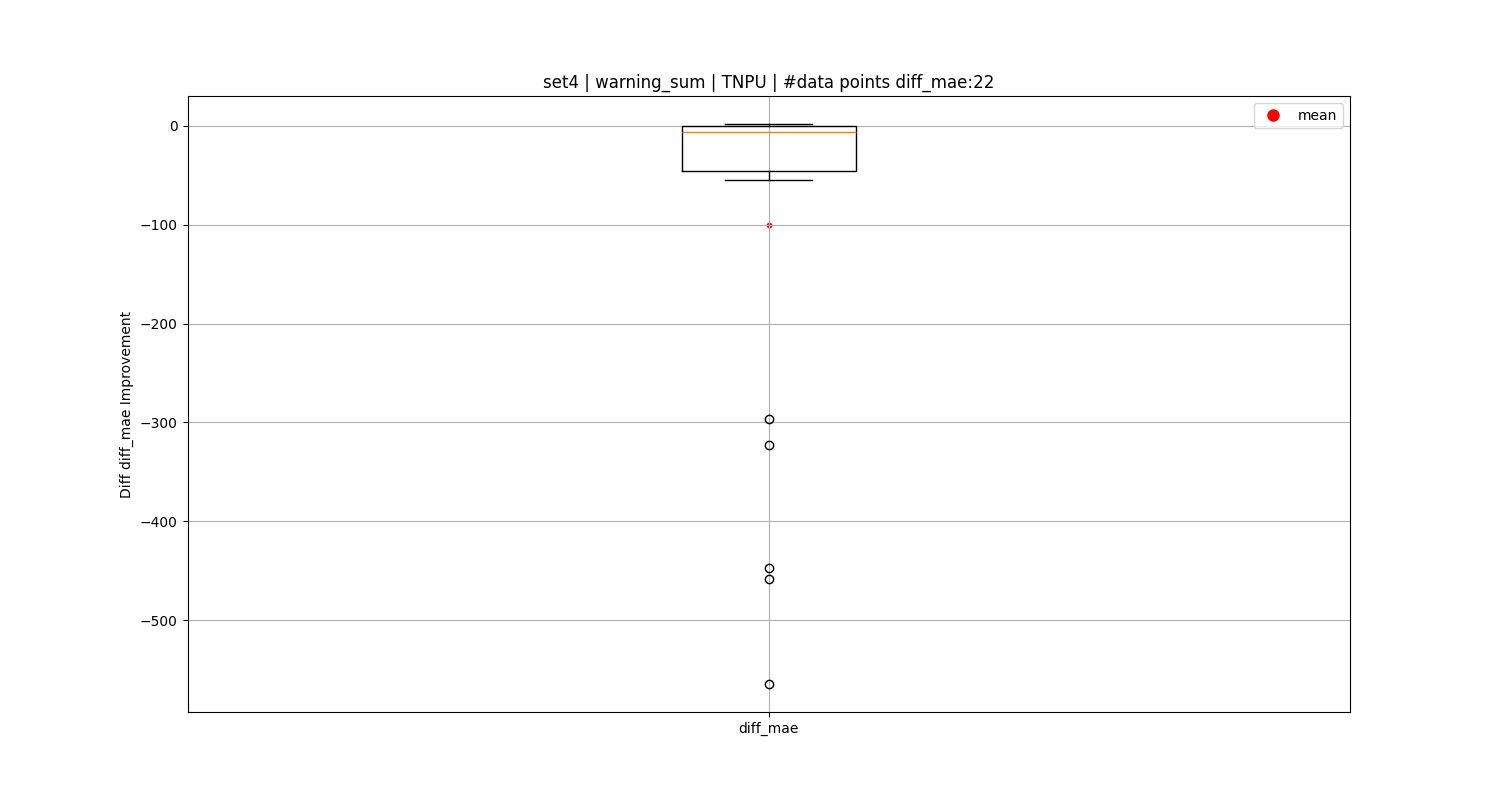 set4 | warning_sum | TNPU | #data points diff_mae:22
mean
Diff diff_mae Improvement
0
−100
−200
−300
−400
−500
diff_mae